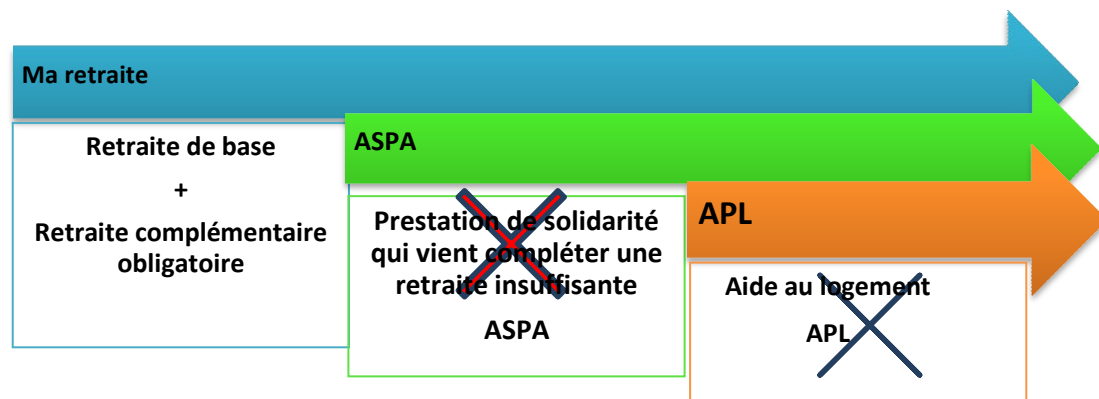 Ma retraite
Retraite de base
+
Retraite complémentaire
obligatoire
ASPA
Prestation de solidarité
qui vient compléter une
retraite insuffisante
ASPA
APL
Aide au logement
APL